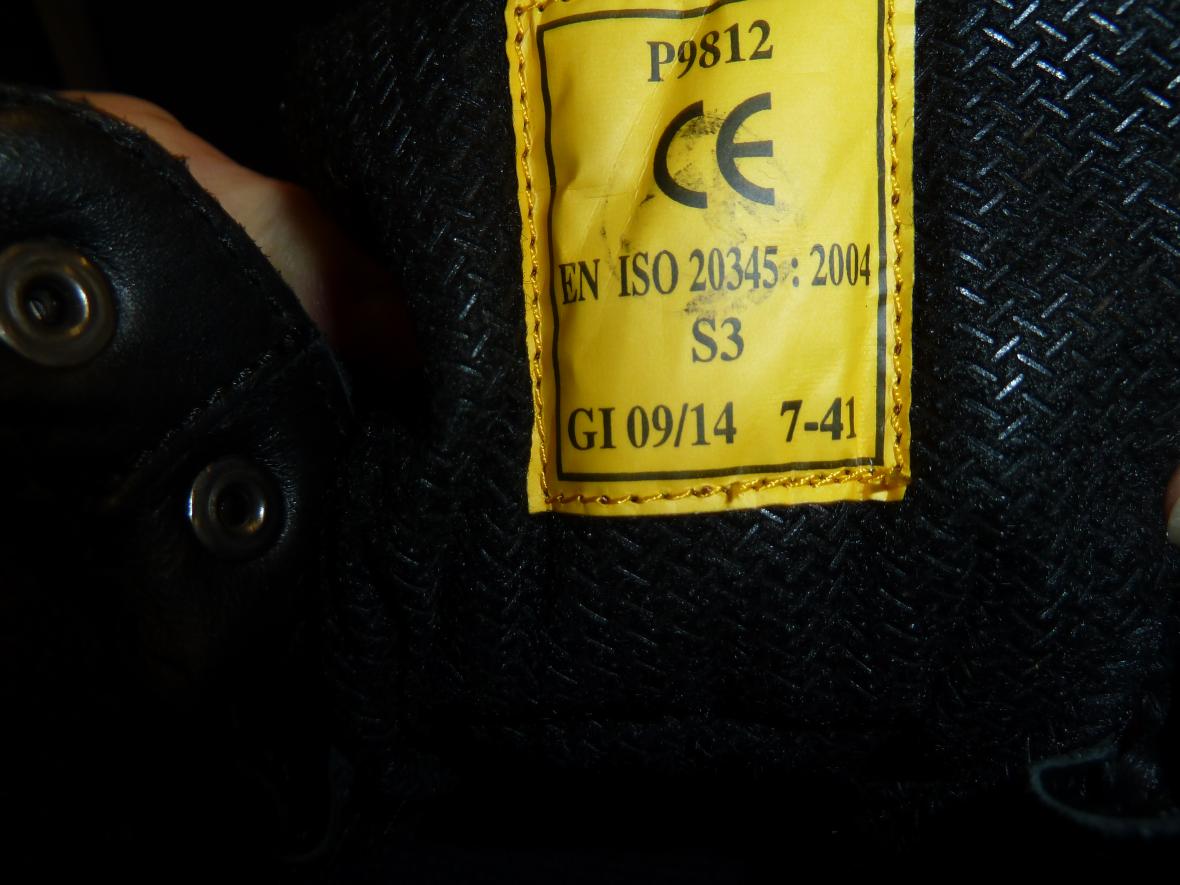 P9812
CE
EN ISO 20345 : 2004
S3
GI 09/14 7-41